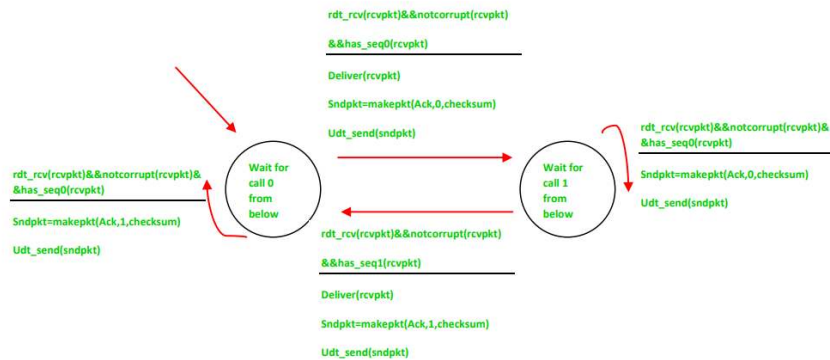 rdt_rcv(rcvpkt)&&notcorrupt(rcvpkt)
&&has_seq0(rcvpkt)
Deliver(rcvpkt)
Sndpkt=makepkt(Ack,0,checksum)
Udt_send(sndpkt)
rdt_rcv(rcvpkt)&&notcorrupt(rcvpkt)&
&has_seq0(rcvpkt)
Sndpkt=makepkt(Ack,1,checksum)
Udt_send(sndpkt)
Wait for
call 0
from
below
Wait for
call 1
from
below
rdt_rcv(rcvpkt)&&notcorrupt(rcvpkt)&
&has_seq0(rcvpkt)
Sndpkt=makepkt(Ack,0,checksum)
Udt_send(sndpkt)
rdt_rcv(rcvpkt)&&notcorrupt(rcvpkt)
&&has_seq1(rcvpkt)
Deliver(rcvpkt)
Sndpkt=makepkt(Ack,1,checksum)
Udt_send(sndpkt)